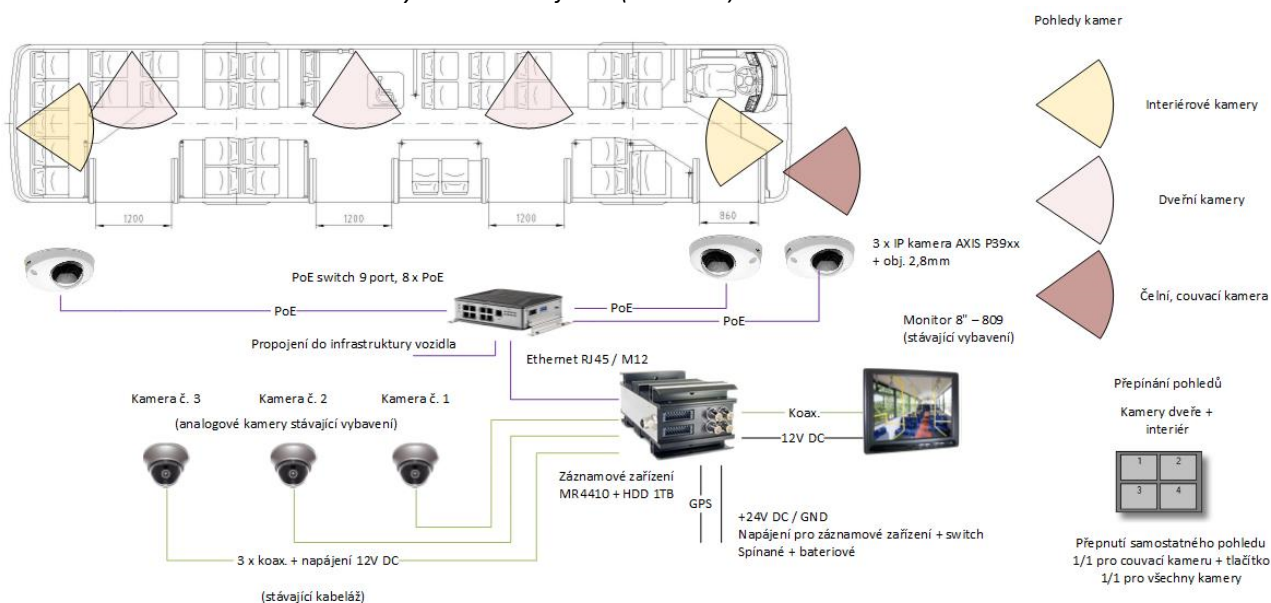 Pohledy kamer
Interiérové kamery
Dveřní kamery
Čelní, couvací kamera
1200
1200
1200
860
3 x IP kamera AXIS P39xx
+ obj. 2,8mm
PoE switch 9 port, 8 x PoE
PoE
PoE
PoE
Propojení do infrastruktury vozidla
Ethernet RJ45 / M12
Monitor 8" – 809
(stávající vybavení)
Kamera č. 3
Kamera č. 2
Kamera č. 1
(analogové kamery stávající vybavení)
Koax.
12V DC
Záznamové zařízení
MR4410 + HDD 1TB
GPS
+24V DC / GND
Napájení pro záznamové zařízení + switch
Spínané + bateriové
3 x koax. + napájení 12V DC
(stávající kabeláž)
Přepínání pohledů
Kamery dveře +
interiér
1 2
3 4
Přepnutí samostatného pohledu
1/1 pro couvací kameru + tlačítko
1/1 pro všechny kamery